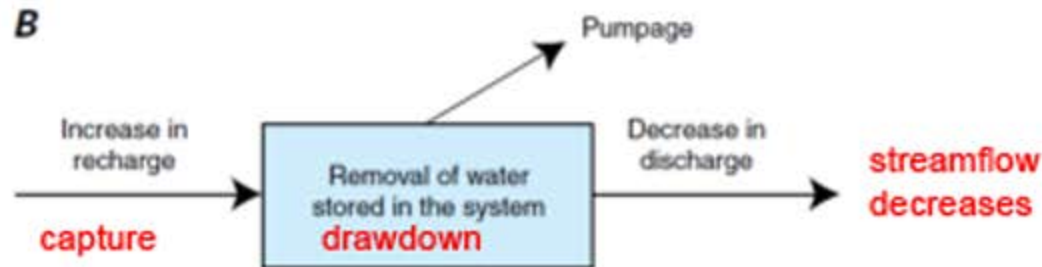 B
Pumpage
Increase in
recharge
capture
Removal of water
stored in the system
drawdown
Decrease in
discharge
streamflow
decreases